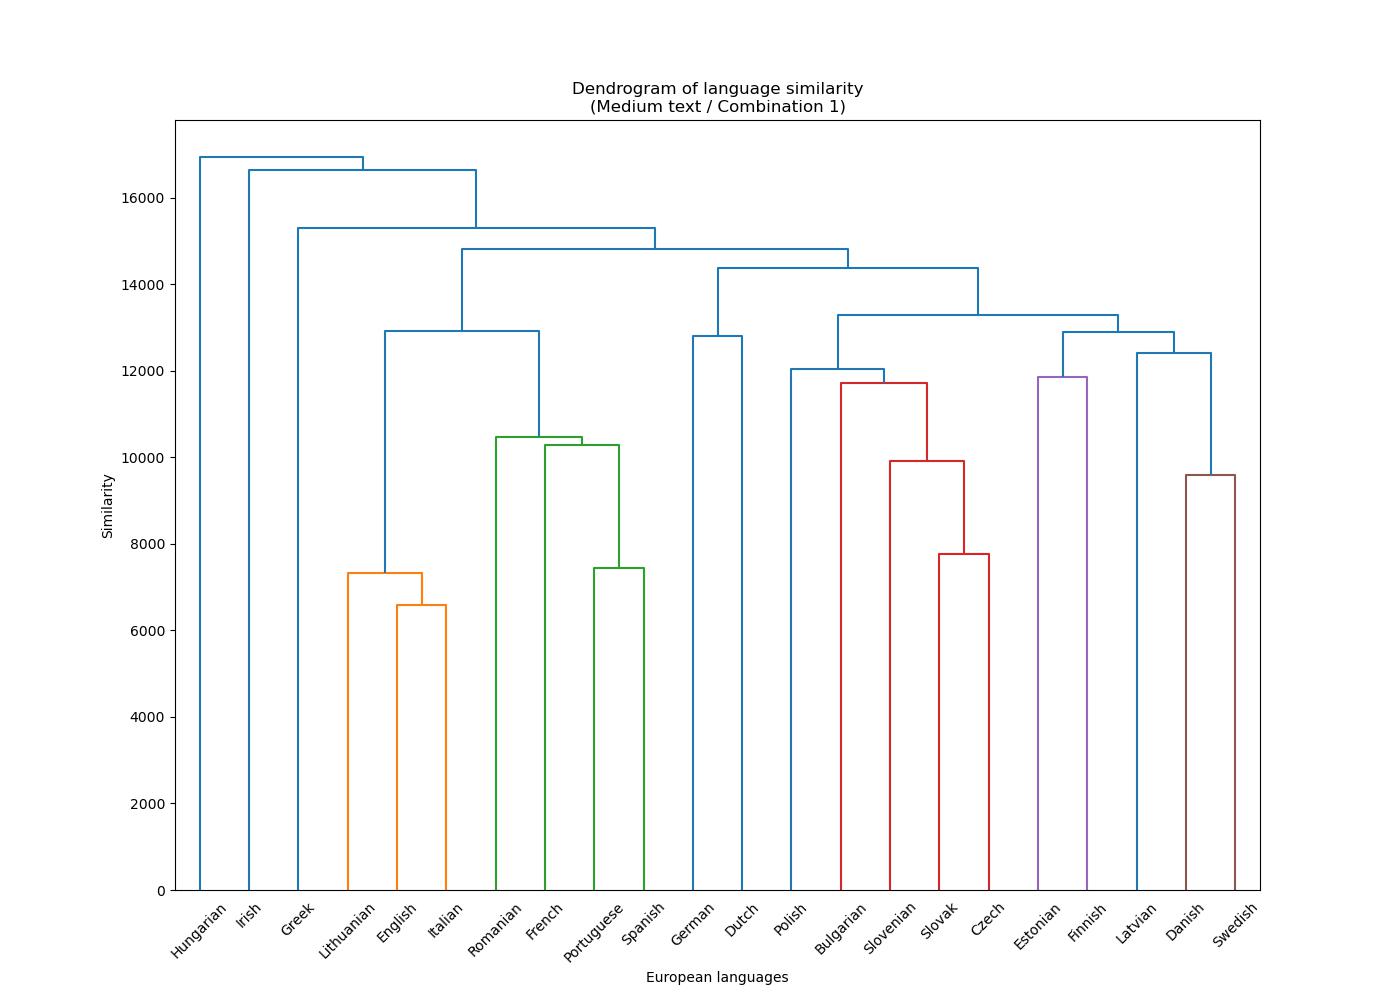 Dendrogram of language similarity
(Medium text / Combination 1)
16000
14000
12000
10000
8000
6000
4000
2000
0
Similarity
Hungarian
Irish
Greek
Lithuanian
English
Italian
Romanian
French
Portuguese
Spanish
German
Dutch
Polish
Bulgarian
Slovenian
Slovak
Czech
Estonian
Finnish
Latvian
Danish
Swedish
European languages